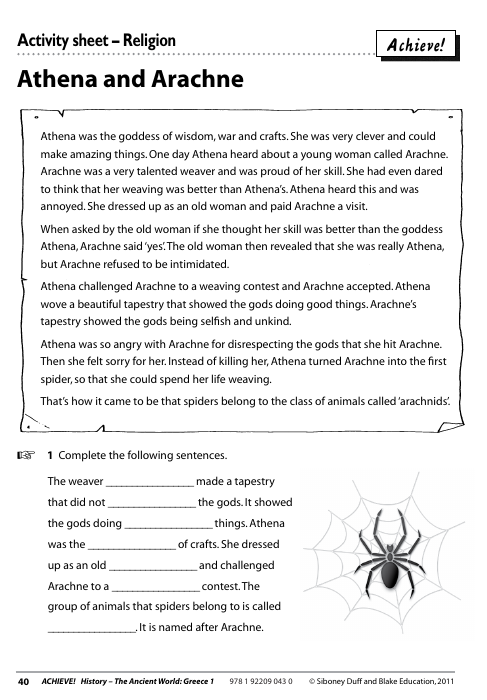 Activity sheet – Religion
Achieve!
Athena and Arachne
Athena was the goddess of wisdom, war and crafts. She was very clever and could
make amazing things. One day Athena heard about a young woman called Arachne.
Arachne was a very talented weaver and was proud of her skill. She had even dared
to think that her weaving was better than Athena's. Athena heard this and was
annoyed. She dressed up as an old woman and paid Arachne a visit.
When asked by the old woman if she thought her skill was better than the goddess
Athena, Arachne said 'yes'. The old woman then revealed that she was really Athena,
but Arachne refused to be intimidated.
Athena challenged Arachne to a weaving contest and Arachne accepted. Athena
wove a beautiful tapestry that showed the gods doing good things. Arachne's
tapestry showed the gods being selfish and unkind.
Athena was so angry with Arachne for disrespecting the gods that she hit Arachne.
Then she felt sorry for her. Instead of killing her, Athena turned Arachne into the first
spider, so that she could spend her life weaving.
That's how it came to be that spiders belong to the class of animals called 'arachnids'.
1 Complete the following sentences.
The weaver ________________ made a tapestry
that did not ________________ the gods. It showed
the gods doing ________________ things. Athena
was the ________________ of crafts. She dressed
up as an old ________________ and challenged
Arachne to a ________________ contest. The
group of animals that spiders belong to is called
________________. It is named after Arachne.
40 ACHIEVE! History – The Ancient World: Greece 1 978 1 92209 043 0 © Siboney Duff and Blake Education, 2011